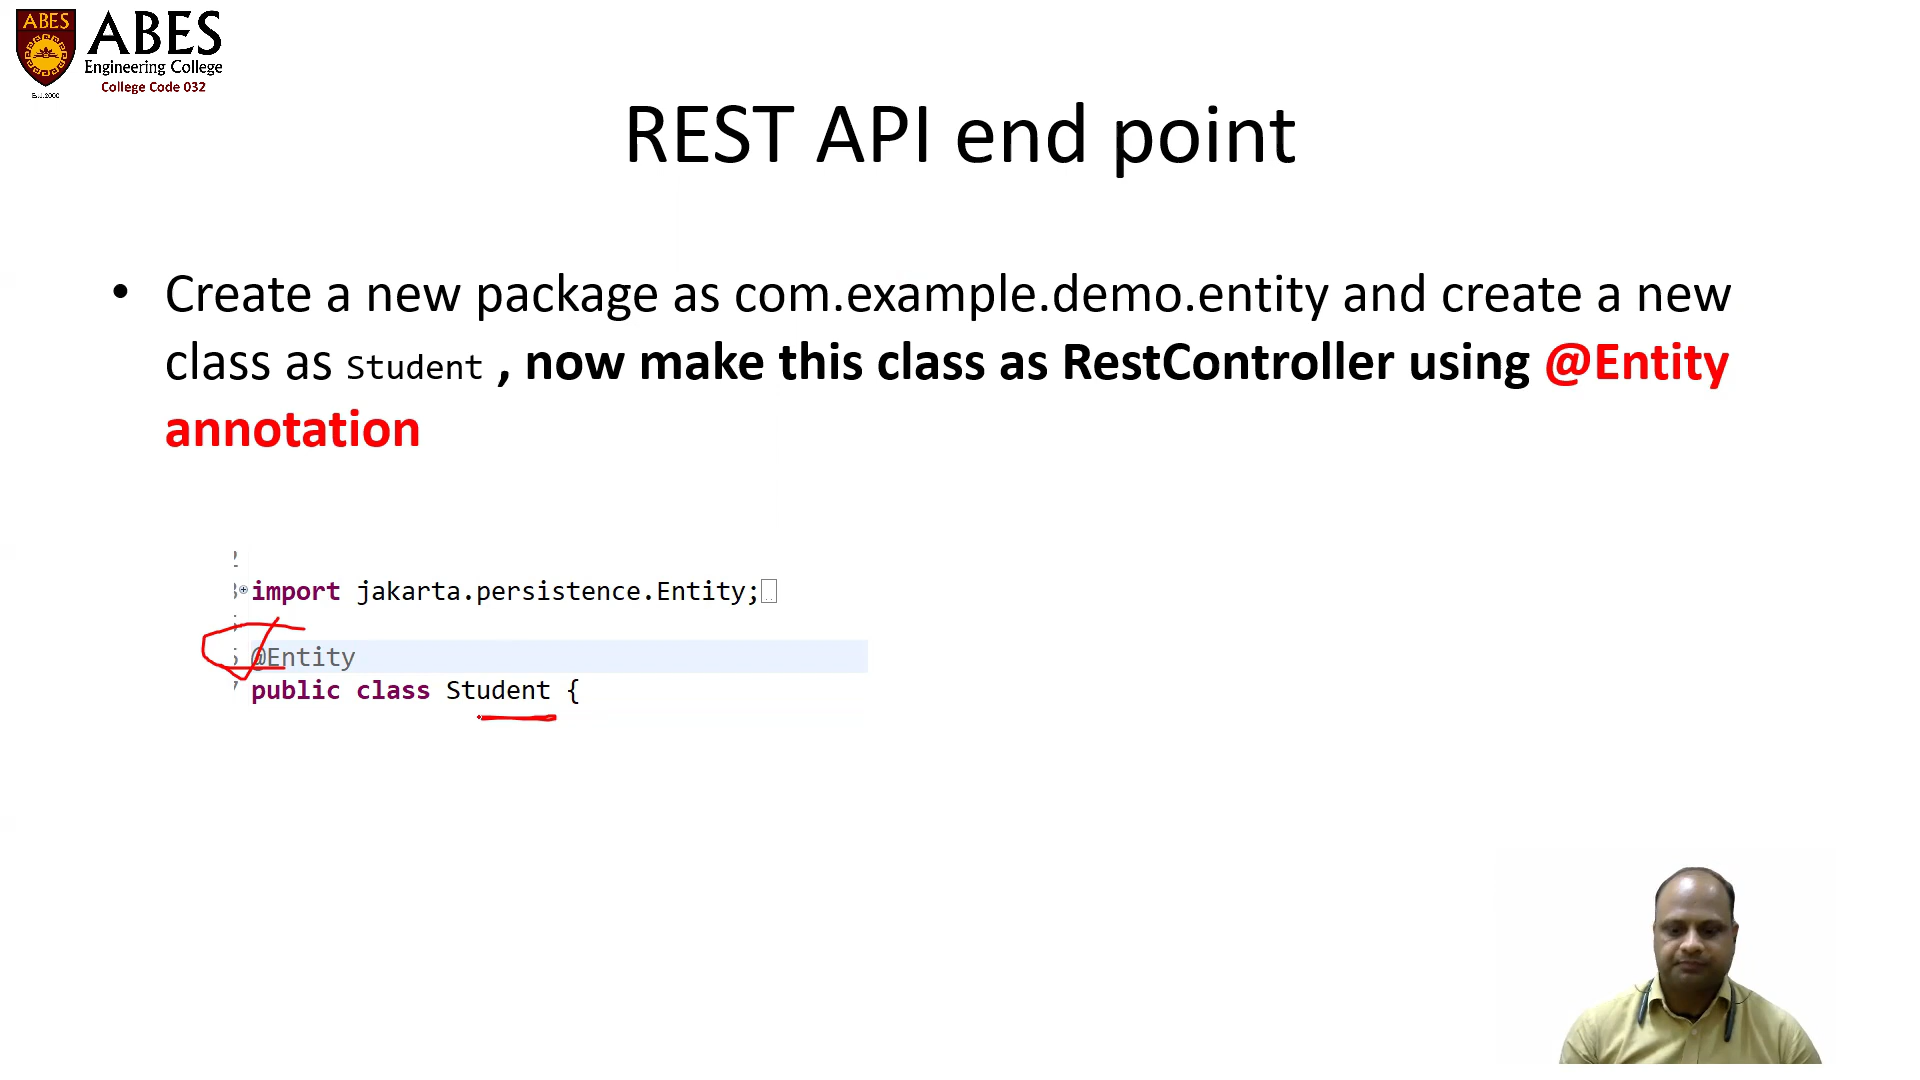 ABES
ABES
Engineering College
College Code 032
REST API end point
• Create a new package as com.example.demo.entity and create a new
class as Student , now make this class as RestController using @Entity
annotation
import jakarta.persistence.Entity;
@Entity
public class Student {